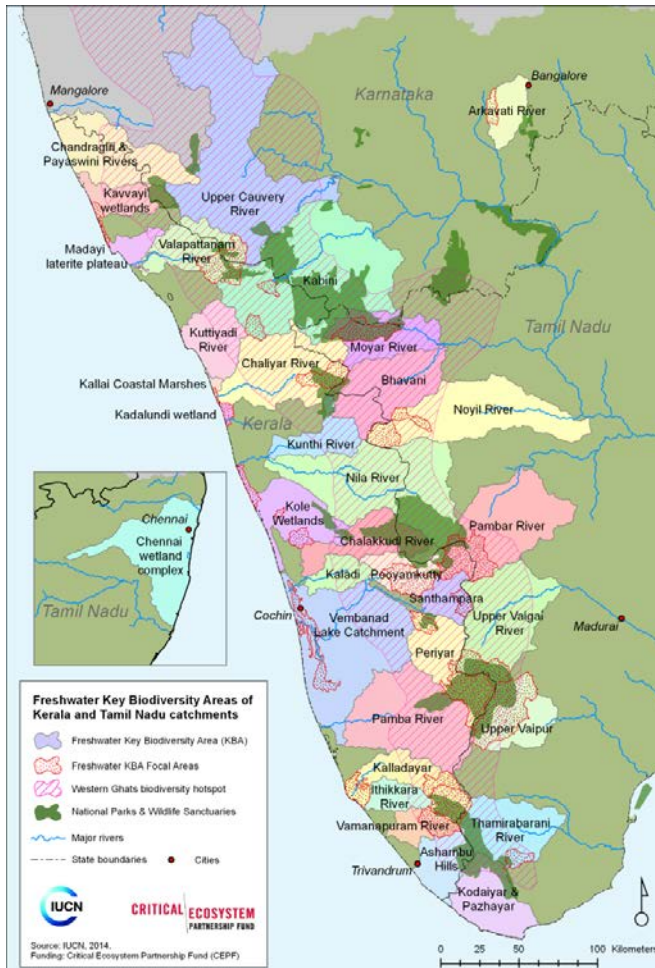 Mangalore
Karnataka
Bangalore
Arkavati River
Chandragiri &
Payaswini Rivers
Kavvayi
wetlands
Upper Cauvery
River
Madayi
laterite plateau
Valapattanam
River
Kabini
Tamil Nadu
Kuttiyadi
River
Moyar River
Chaliyar River
Bhavani
Kallai Coastal Marshes
Noyil River
Kadalundi wetland
Kerala
Kunthi River
Nila River
Kole
Wetlands
Pambar River
Chalakkudi River
Kaladi
Pooyamkutty
Santhampara
Cochin
Vembanad
Lake Catchment
Upper Vaigai
River
Madurai
Periyar
Pamba River
Upper Vaipur
Kalladayar
Ithikkara
River
Vamanapuram River
Thamirabarani
River
Trivandrum
Ashambu
Hills
Kodaiyar &
Pazhayar
Chennai
Chennai
wetland
complex
Tamil Nadu
Freshwater Key Biodiversity Areas of
Kerala and Tamil Nadu catchments
Freshwater Key Biodiversity Area (KBA)
Freshwater KBA Focal Areas
Western Ghats biodiversity hotspot
National Parks & Wildlife Sanctuaries
Major rivers
State boundaries
Cities
IUCN
CRITICAL ECOSYSTEM
PARTNERSHIP FUND
Source: IUCN, 2014.
Funding: Critical Ecosystem Partnership Fund (CEPF)
0 25 50 100 Kilometers